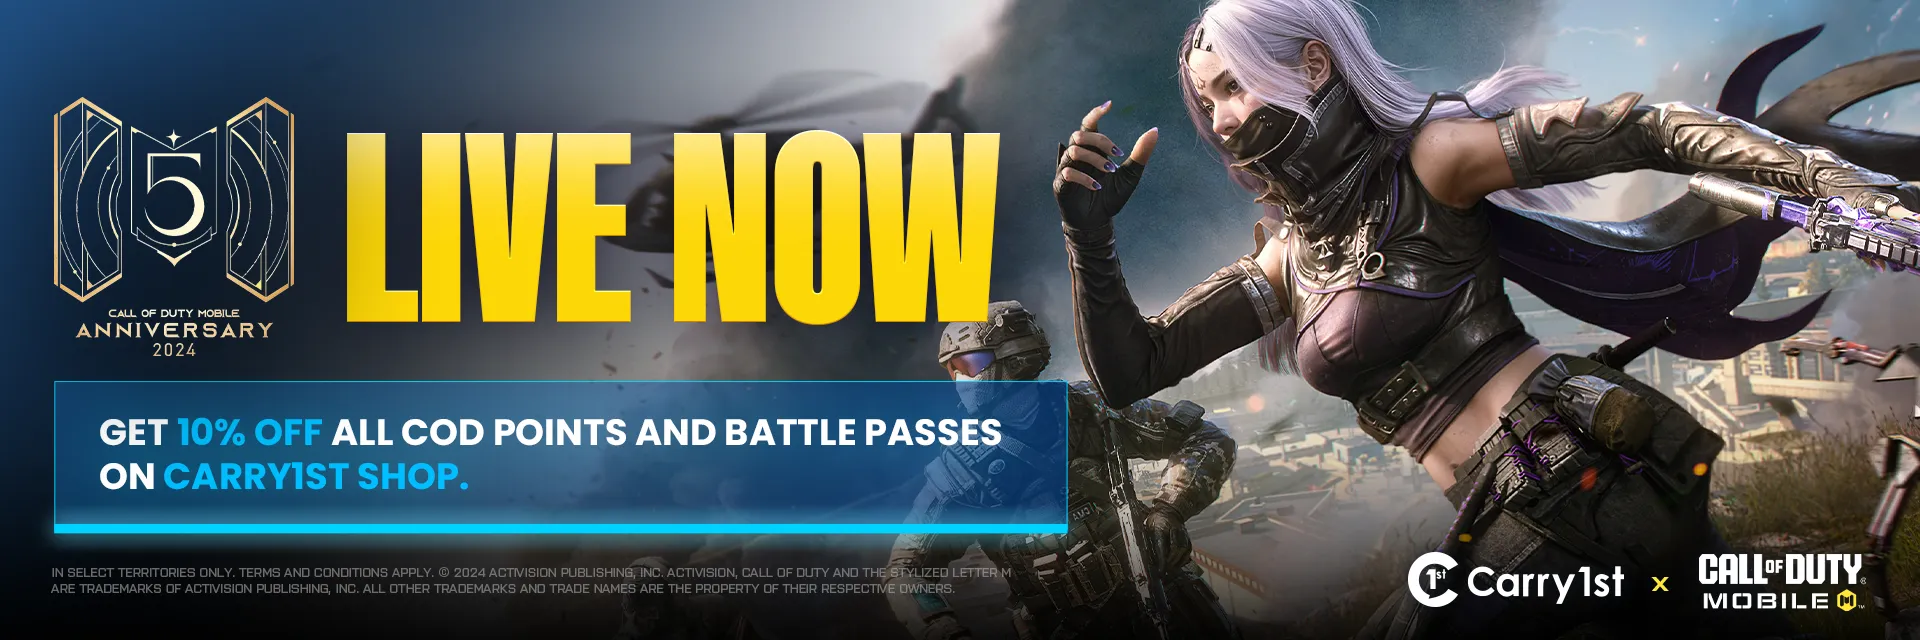 5
CALL OF DUTY MOBILE
ANNIVERSARY
2024
LIVE NOW
GET 10% OFF ALL COD POINTS AND BATTLE PASSES
ON CARRY1ST SHOP.
IN SELECT TERRITORIES ONLY. TERMS AND CONDITIONS APPLY. © 2024 ACTIVISION PUBLISHING, INC. ACTIVISION, CALL OF DUTY AND THE STYLIZED LETTER M
ARE TRADEMARKS OF ACTIVISION PUBLISHING, INC. ALL OTHER TRADEMARKS AND TRADE NAMES ARE THE PROPERTY OF THEIR RESPECTIVE OWNERS.
1st Carry1st x CALL OF DUTY®
MOBILE M™